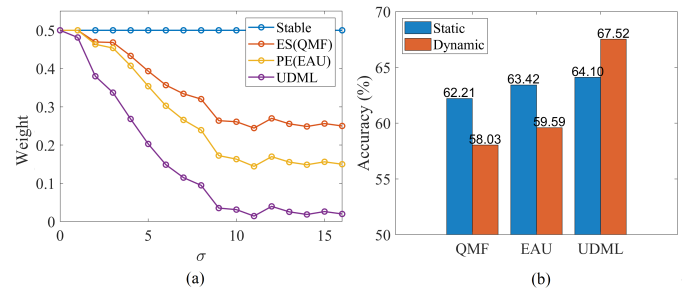 0.5
0.4
0.3
0.2
0.1
0
Weight
0
5
10
15
σ
Stable
ES(QMF)
PE(EAU)
UDML
(a)
70
65
60
55
50
Accuracy (%)
Static
Dynamic
62.21
58.03
63.42
59.59
64.10
67.52
QMF
EAU
UDML
(b)